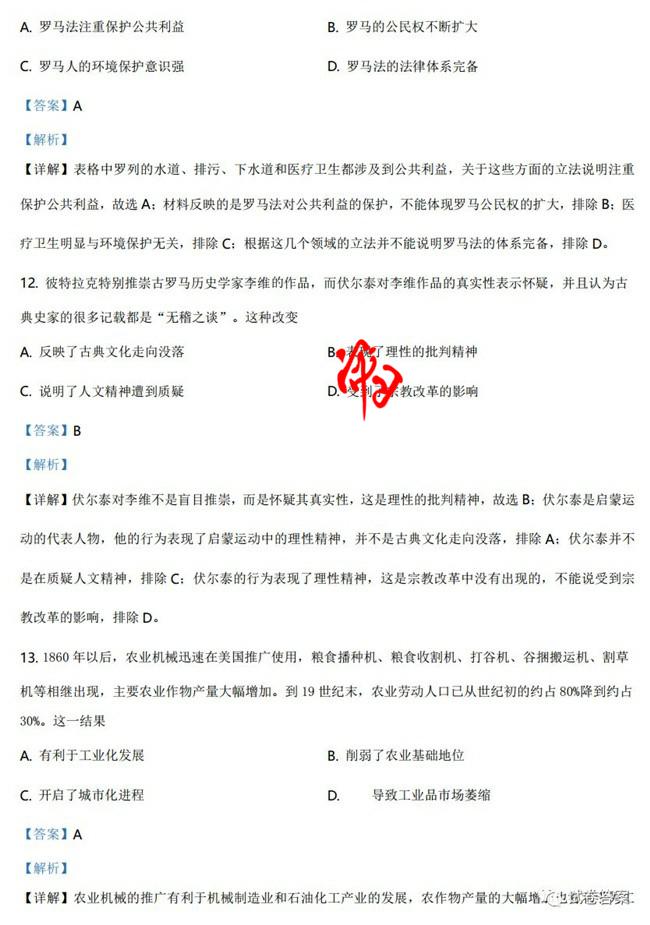 A. 罗马法注重保护公共利益 B. 罗马的公民权不断扩大
C. 罗马人的环境保护意识强 D. 罗马法的法律体系完备
【答案】A
【解析】
【详解】表格中罗列的水道、排污、下水道和医疗卫生都涉及到公共利益，关于这些方面的立法说明注重
保护公共利益，故选 A；材料反映的是罗马法对公共利益的保护，不能体现罗马公民权的扩大，排除 B；医
疗卫生明显与环境保护无关，排除 C；根据这几个领域的立法并不能说明罗马法的体系完备，排除 D。
12. 彼特拉克特别推崇古罗马历史学家李维的作品，而伏尔泰对李维作品的真实性表示怀疑，并且认为古
典史家的很多记载都是“无稽之谈”。这种改变
A. 反映了古典文化走向没落 B. 表现了理性的批判精神
C. 说明了人文精神遭到质疑 D. 受到了宗教改革的影响
【答案】B
【解析】
【详解】伏尔泰对李维不是盲目推崇，而是怀疑其真实性，这是理性的批判精神，故选 B；伏尔泰是启蒙运
动的代表人物，他的行为表现了启蒙运动中的理性精神，并不是古典文化走向没落，排除 A；伏尔泰并不
是在质疑人文精神，排除 C；伏尔泰的行为表现了理性精神，这是宗教改革中没有出现的，不能说受到宗
教改革的影响，排除 D。
13. 1860 年以后，农业机械迅速在美国推广使用，粮食播种机、粮食收割机、打谷机、谷捆搬运机、割草
机等相继出现，主要农业作物产量大幅增加。到 19 世纪末，农业劳动人口已从世纪初的约占 80%降到约占
30%。这一结果
A. 有利于工业化发展 B. 削弱了农业基础地位
C. 开启了城市化进程 D. 导致工业品市场萎缩
【答案】A
【解析】
【详解】农业机械的推广有利于机械制造业和石油化工产业的发展，农作物产量的大幅增
试卷答案